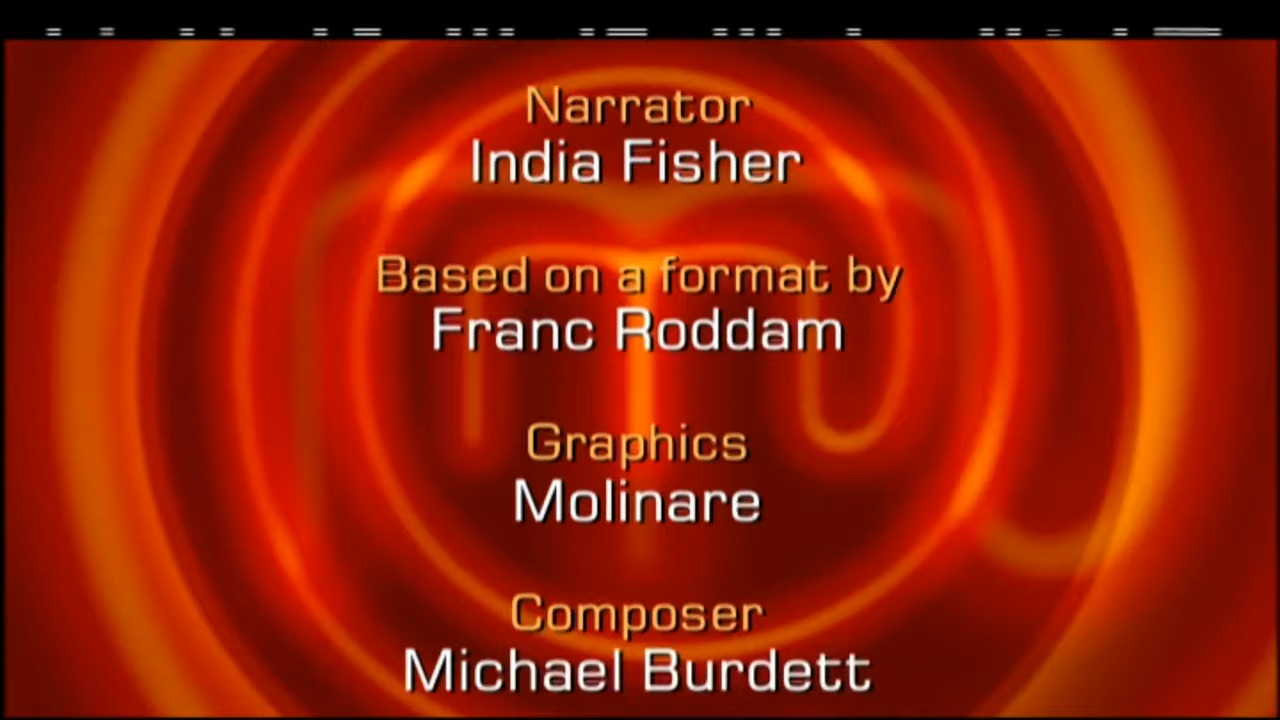 Narrator
India Fisher
Based on a format by
Franc Roddam
Graphics
Molinare
Composer
Michael Burdett